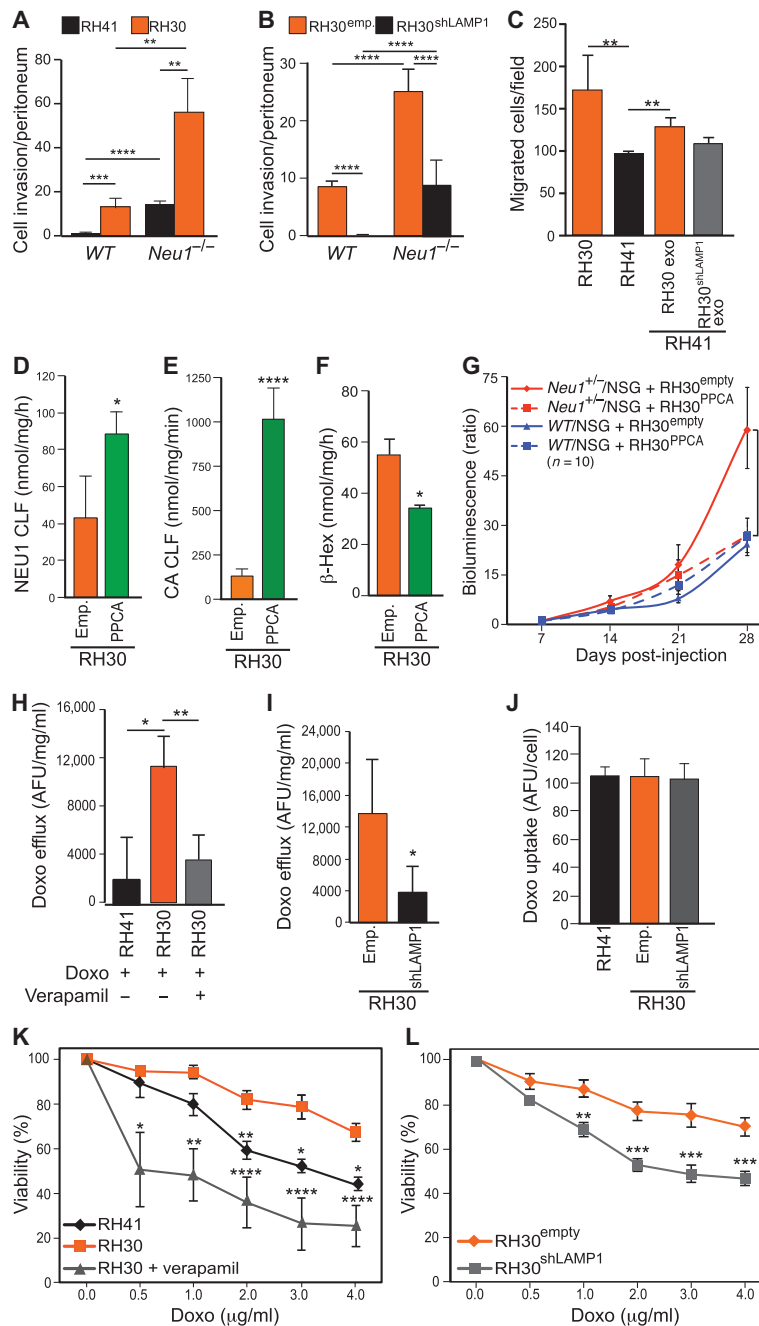 A
RH41
RH30
Cell invasion/peritoneum
80
60
40
20
0
**
**
****
***
WT
Neu1–/–
B
RH30emp.
RH30shLAMP1
Cell invasion/peritoneum
30
20
10
0
****
****
****
****
WT
Neu1–/–
C
Migrated cells/field
250
200
150
100
50
0
**
**
RH30
RH41
RH30 exo
RH30shLAMP1 exo
RH41
D
NEU1 CLF (nmol/mg/h)
140
120
100
80
60
40
20
0
*
Emp.
PPCA
RH30
E
CA CLF (nmol/mg/min)
1250
1000
750
500
250
0
****
Emp.
PPCA
RH30
F
β-Hex (nmol/mg/h)
80
60
40
20
0
*
Emp.
PPCA
RH30
G
Neu1+/–/NSG + RH30empty
Neu1+/–/NSG + RH30PPCA
WT/NSG + RH30empty
WT/NSG + RH30PPCA
(n = 10)
Bioluminescence (ratio)
75
60
45
30
15
0
7 14 21 28
Days post-injection
*
H
Doxo efflux (AFU/mg/ml)
16,000
12,000
8000
4000
0
*
**
RH41
RH30
RH30
Doxo + + +
Verapamil – – +
I
Doxo efflux (AFU/mg/ml)
24,000
20,000
16,000
12,000
8000
4000
0
*
Emp.
shLAMP1
RH30
J
Doxo uptake (AFU/cell)
140
120
100
80
60
40
20
0
RH41
Emp.
shLAMP1
RH30
K
Viability (%)
100
80
60
40
20
0
* ** ** **** * **** * ****
RH41
RH30
RH30 + verapamil
0.0 0.5 1.0 2.0 3.0 4.0
Doxo (μg/ml)
L
Viability (%)
100
80
60
40
20
0
** *** *** ***
RH30empty
RH30shLAMP1
0.0 0.5 1.0 2.0 3.0 4.0
Doxo (μg/ml)